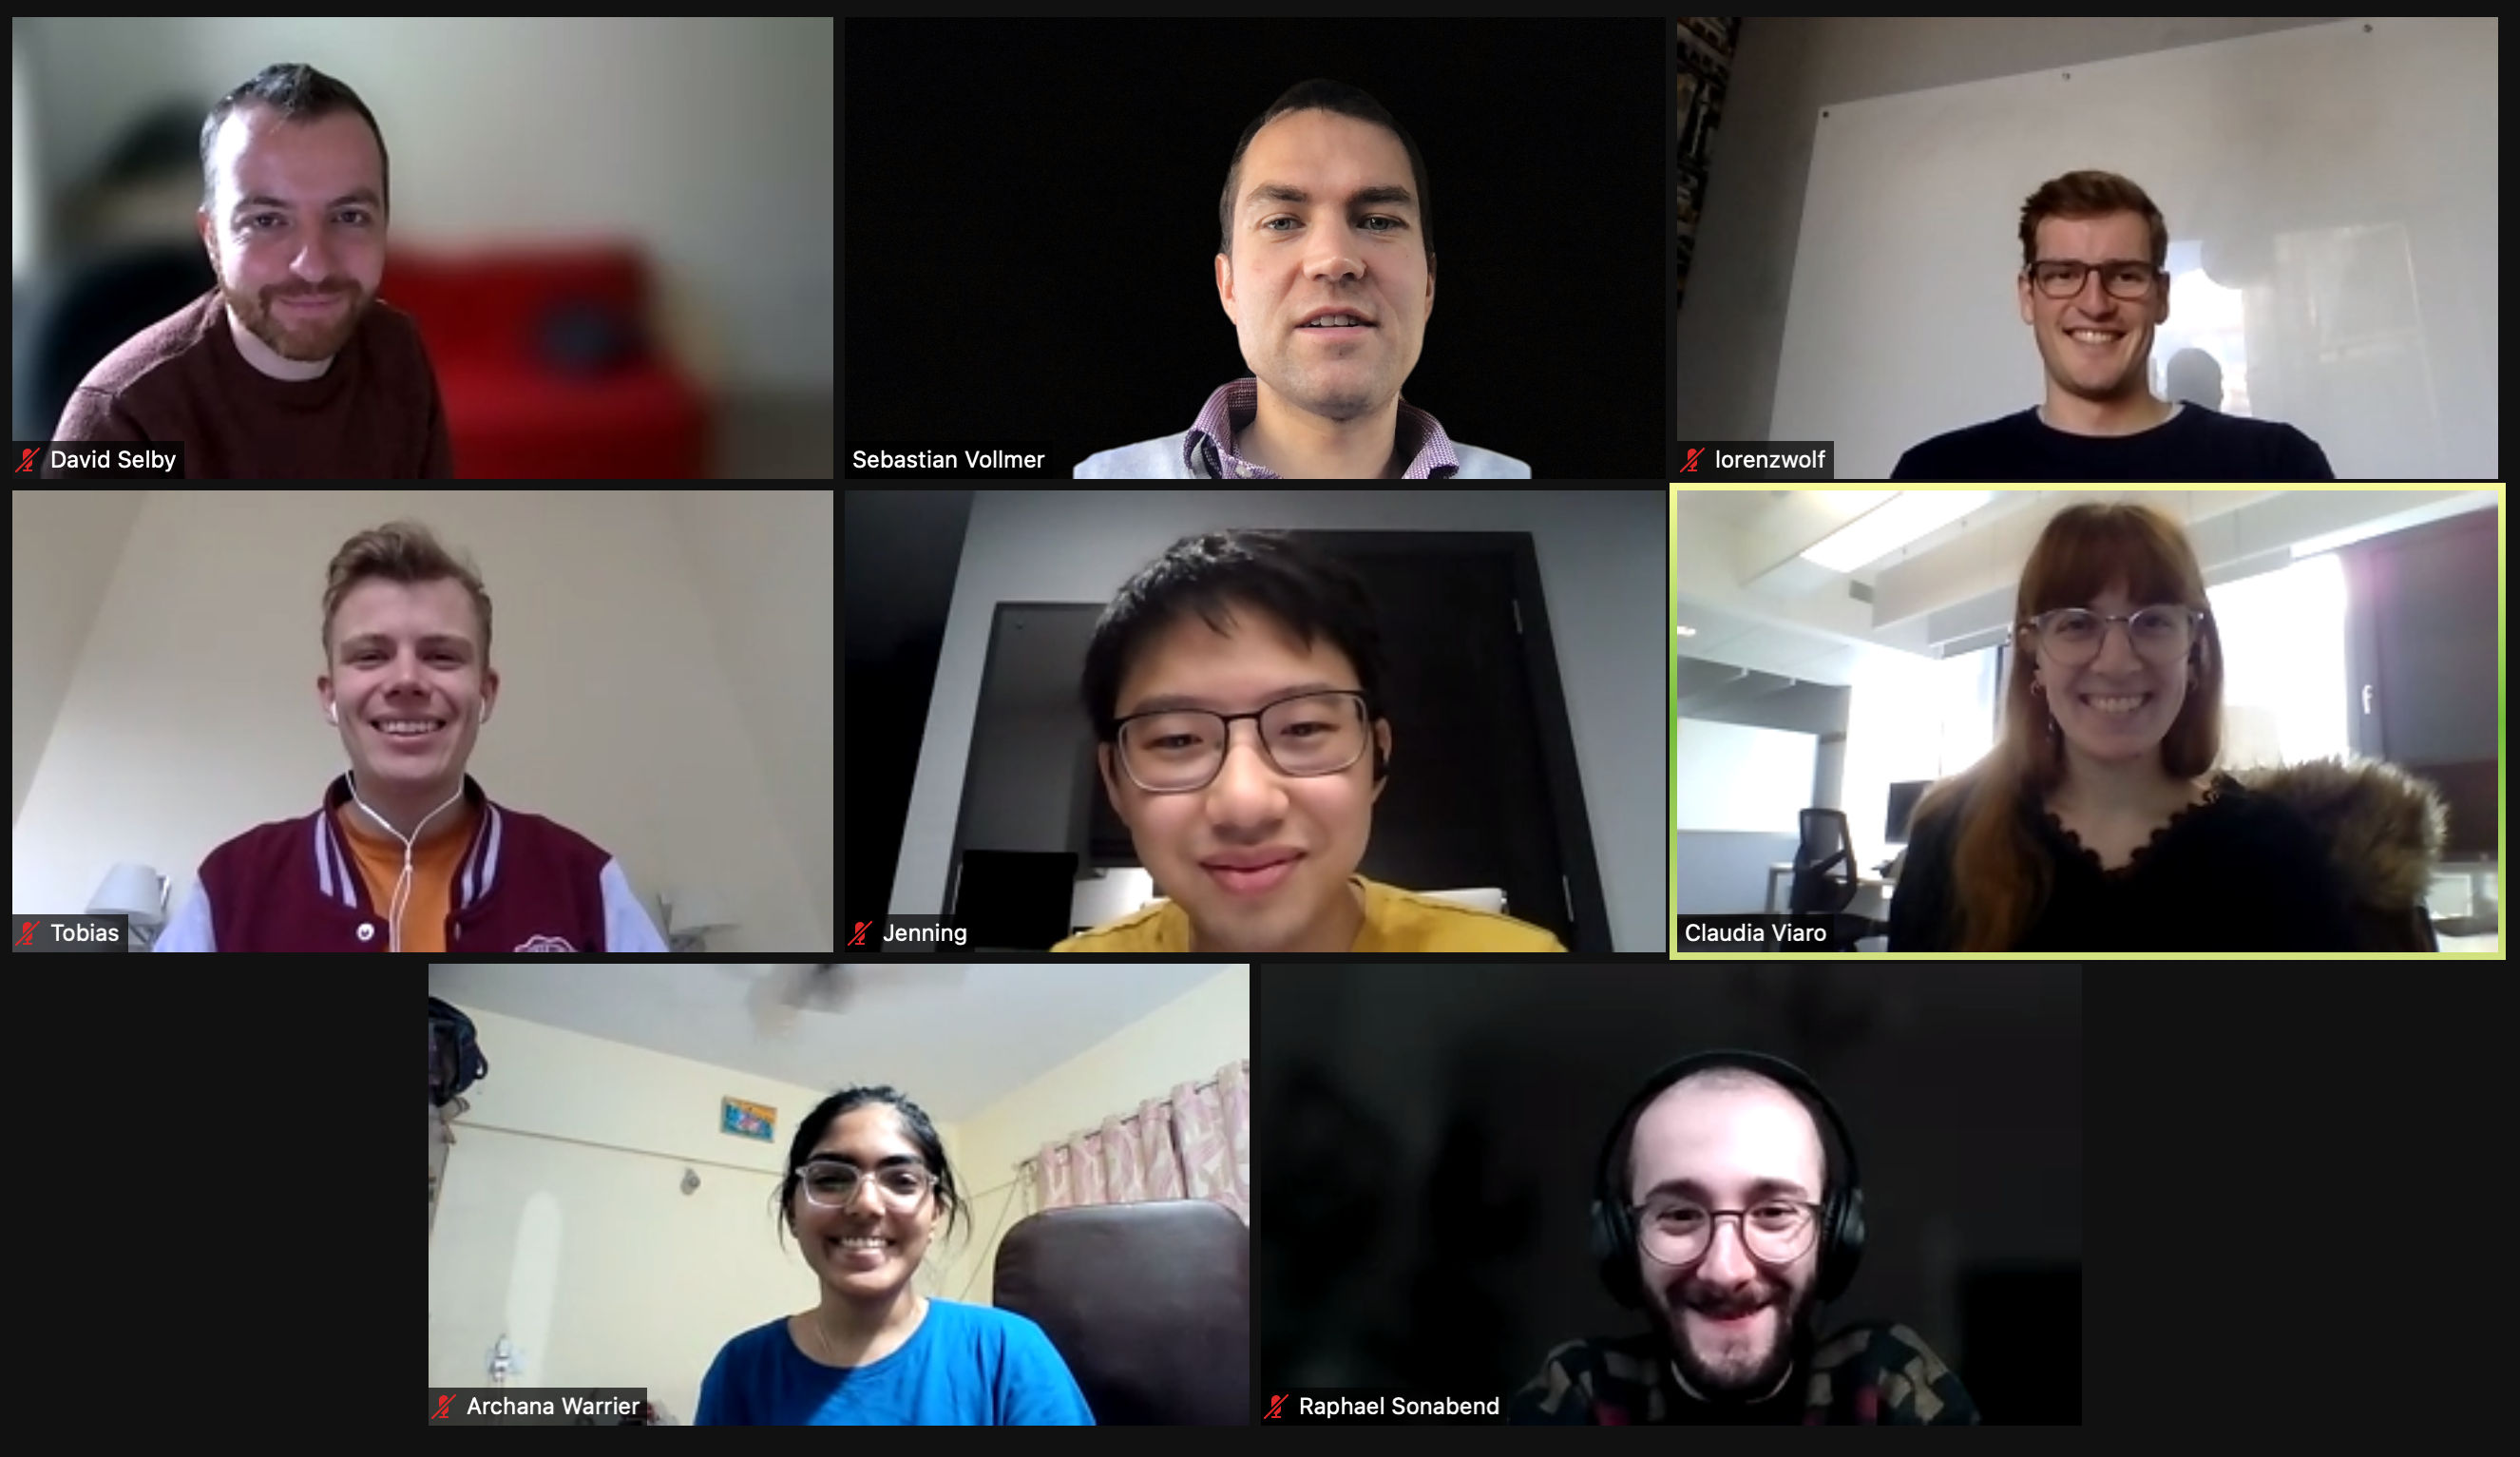 David Selby
Sebastian Vollmer
lorenzwolf
Tobias
Jenning
Claudia Viaro
Archana Warrier
Raphael Sonabend